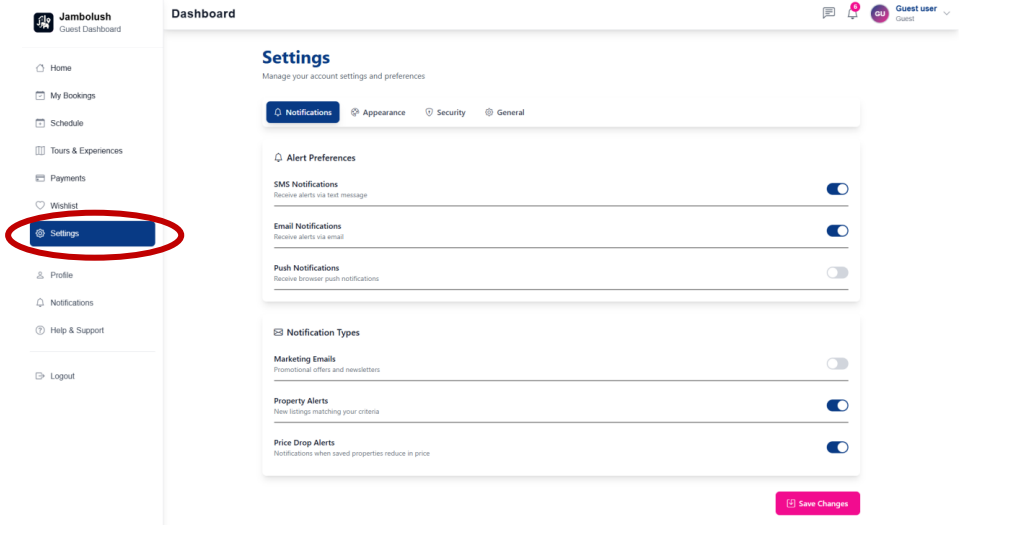 Jambolush
Guest Dashboard
Home
My Bookings
Schedule
Tours & Experiences
Payments
Wishlist
Settings
Profile
Notifications
Help & Support
Logout
Dashboard
6
GU
Guest user
Guest
Settings
Manage your account settings and preferences
Notifications
Appearance
Security
General
Alert Preferences
SMS Notifications
Receive alerts via text message
Email Notifications
Receive alerts via email
Push Notifications
Receive browser push notifications
Notification Types
Marketing Emails
Promotional offers and newsletters
Property Alerts
New listings matching your criteria
Price Drop Alerts
Notifications when saved properties reduce in price
Save Changes